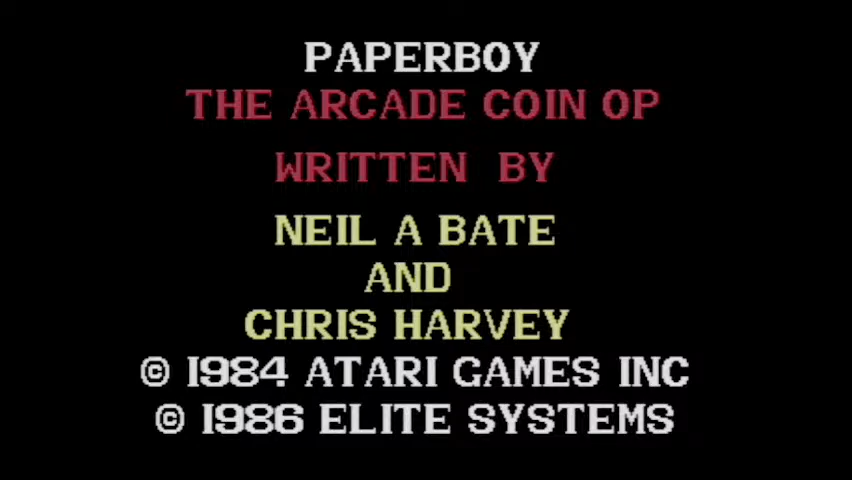 PAPERBOY
THE ARCADE COIN OP
WRITTEN BY
NEIL A BATE
AND
CHRIS HARVEY
© 1984 ATARI GAMES INC
© 1986 ELITE SYSTEMS